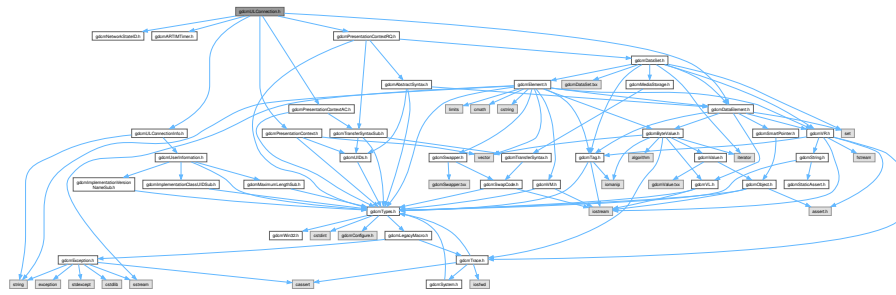 gdcmULConnection.h
gdcmNetworkStateID.h
gdcmARTIMTimer.h
gdcmPresentationContextRQ.h
gdcmDataSet.h
gdcmAbstractSyntax.h
gdcmElement.h
gdcmDataSet.txx
gdcmMediaStorage.h
limits
cmath
cstring
gdcmPresentationContextAC.h
gdcmDataElement.h
gdcmULConnectionInfo.h
gdcmPresentationContext.h
gdcmTransferSyntaxSub.h
gdcmByteValue.h
gdcmSmartPointer.h
gdcmVR.h
set
gdcmUserInformation.h
gdcmUIDs.h
gdcmSwapper.h
vector
gdcmTransferSyntax.h
gdcmTag.h
algorithm
gdcmValue.h
iterator
gdcmString.h
fstream
gdcmImplementationVersion
NameSub.h
gdcmImplementationClassUIDSub.h
gdcmMaximumLengthSub.h
gdcmSwapper.txx
gdcmSwapCode.h
gdcmVM.h
iomanip
gdcmValue.txx
gdcmVL.h
gdcmObject.h
gdcmStaticAssert.h
gdcmTypes.h
iostream
assert.h
gdcmWin32.h
cstdint
gdcmConfigure.h
gdcmLegacyMacro.h
gdcmException.h
gdcmTrace.h
string
exception
stdexcept
cstdlib
ostream
cassert
gdcmSystem.h
iosfwd